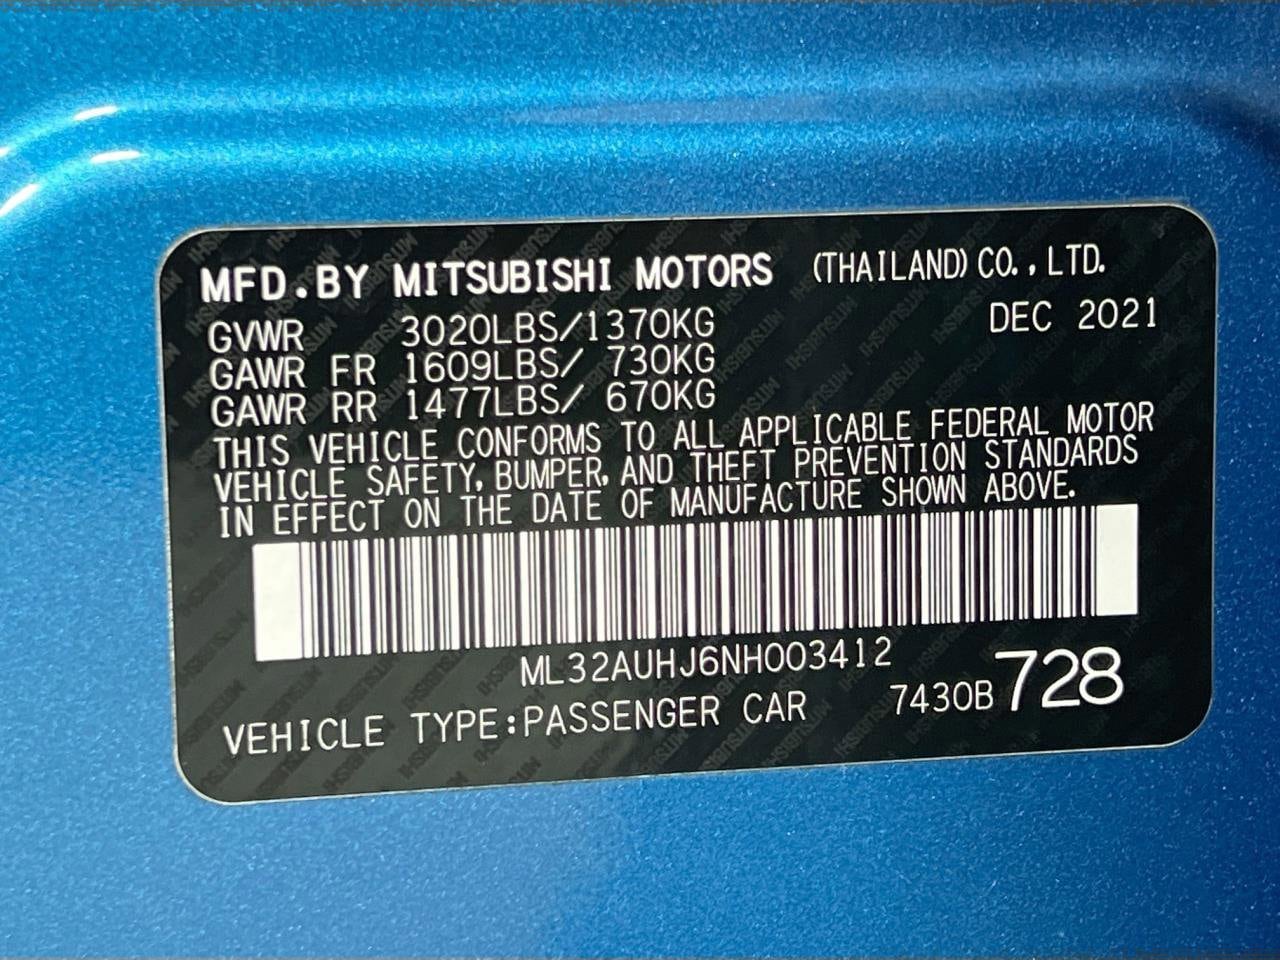 MFD.BY MITSUBISHI MOTORS (THAILAND) CO., LTD.
GVWR 3020LBS/1370KG DEC 2021
GAWR FR 1609LBS/ 730KG
GAWR RR 1477LBS/ 670KG
THIS VEHICLE CONFORMS TO ALL APPLICABLE FEDERAL MOTOR
VEHICLE SAFETY, BUMPER, AND THEFT PREVENTION STANDARDS
IN EFFECT ON THE DATE OF MANUFACTURE SHOWN ABOVE.
ML32AUHJ6NH003412
7430B 728
VEHICLE TYPE:PASSENGER CAR